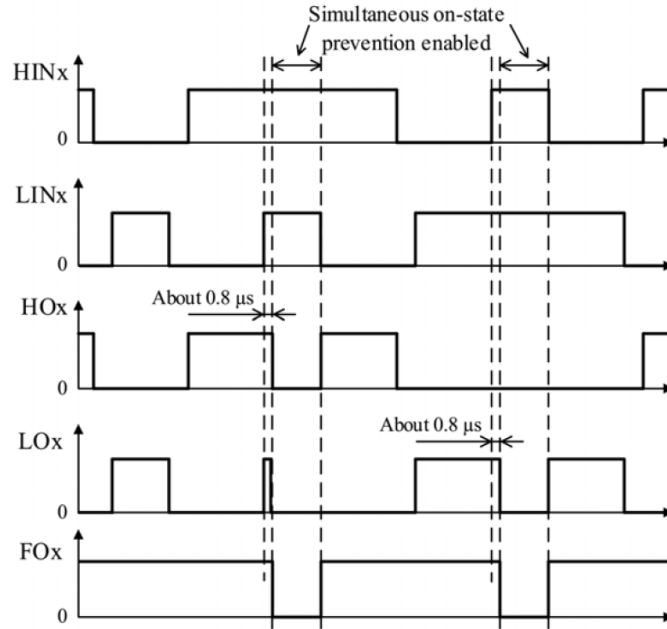 Simultaneous on-state
prevention enabled
HINx
0
LINx
0
About 0.8 μs
HOx
0
About 0.8 μs
LOx
0
FOx
0